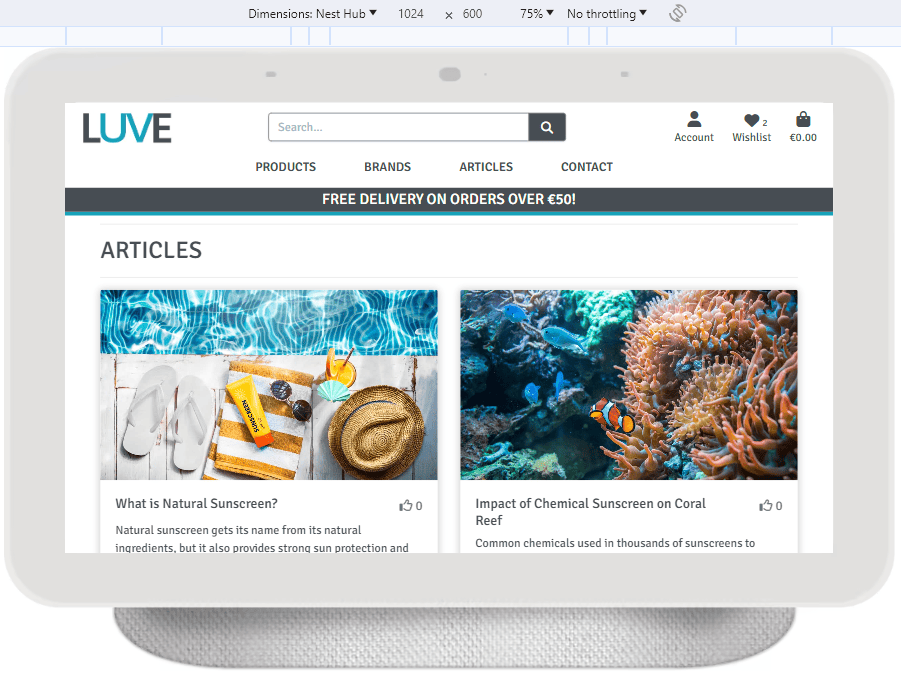 Dimensions: Nest Hub 1024 × 600 75% No throttling
LUVE
Search...
Account
Wishlist 2
€0.00
PRODUCTS BRANDS ARTICLES CONTACT
FREE DELIVERY ON ORDERS OVER €50!
ARTICLES
SUNSCREEN
What is Natural Sunscreen? 0
Natural sunscreen gets its name from its natural
ingredients, but it also provides strong sun protection and
Impact of Chemical Sunscreen on Coral
Reef
0
Common chemicals used in thousands of sunscreens to